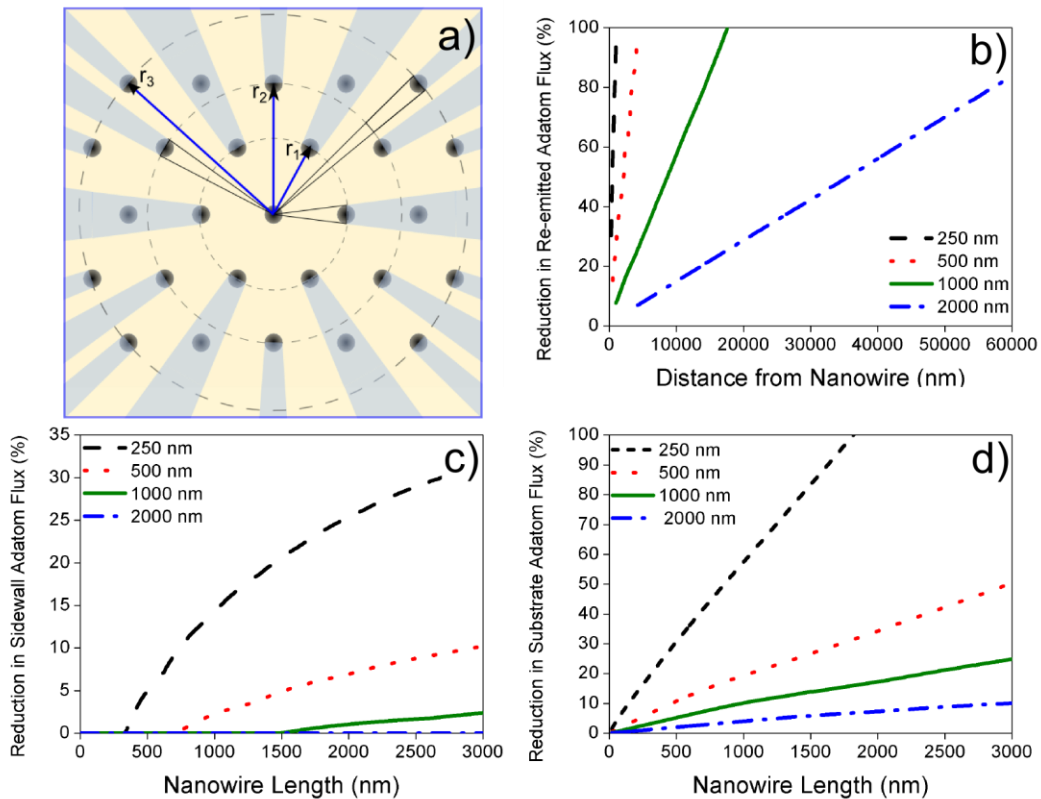 a)
r3
r2
r1
b)
Reduction in Re-emitted Adatom Flux (%)
100
80
60
40
20
0
250 nm
500 nm
1000 nm
2000 nm
0 10000 20000 30000 40000 50000 60000
Distance from Nanowire (nm)
c)
Reduction in Sidewall Adatom Flux (%)
35
30
25
20
15
10
5
0
250 nm
500 nm
1000 nm
2000 nm
0 500 1000 1500 2000 2500 3000
Nanowire Length (nm)
d)
Reduction in Substrate Adatom Flux (%)
100
90
80
70
60
50
40
30
20
10
0
250 nm
500 nm
1000 nm
2000 nm
0 500 1000 1500 2000 2500 3000
Nanowire Length (nm)